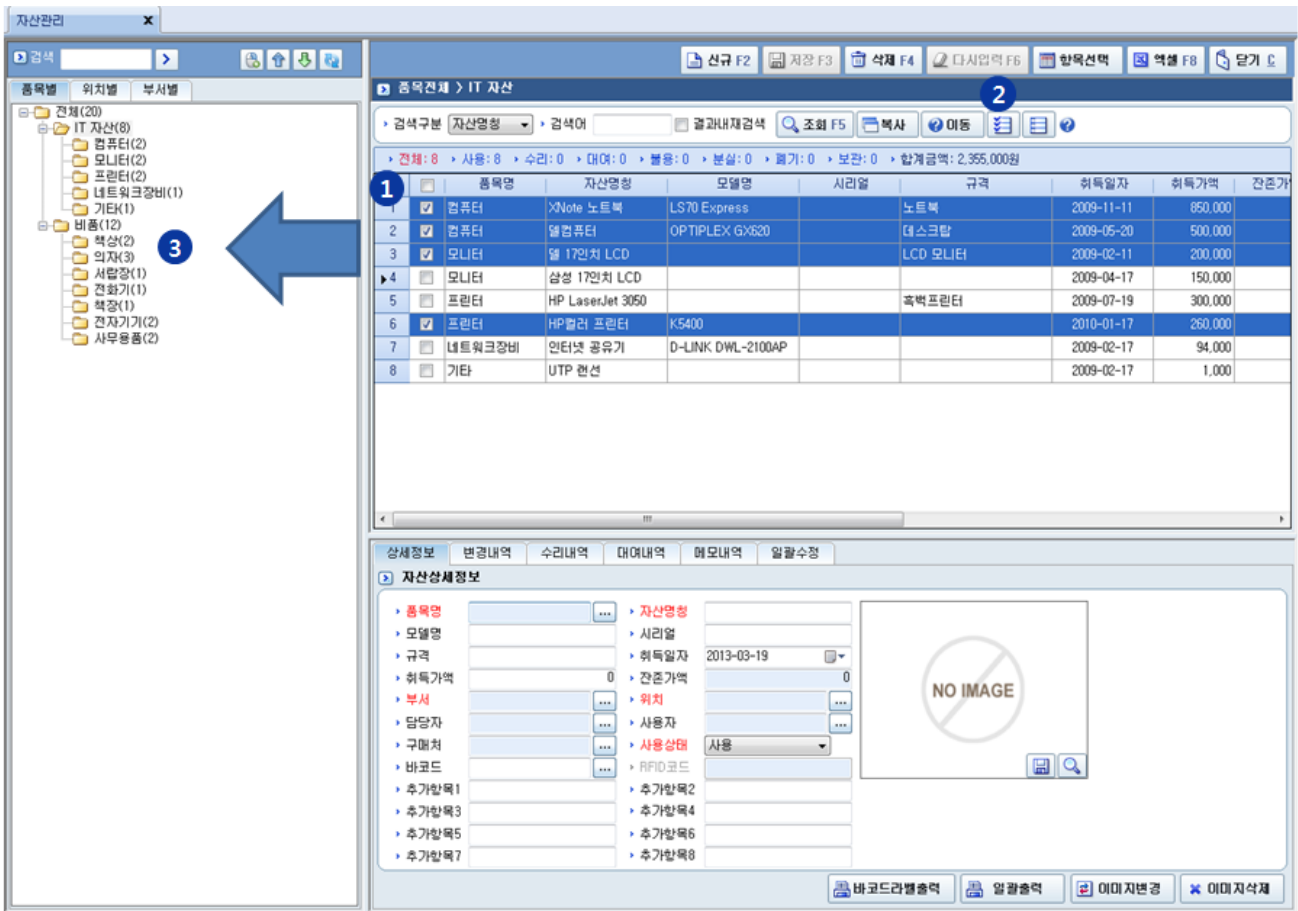 자산관리 x
검색
품목별 위치별 부서별
전체(20)
IT 자산(8)
컴퓨터(2)
모니터(2)
프린터(2)
네트워크장비(1)
기타(1)
비품(12)
책상(2)
의자(3)
서랍장(1)
전화기(1)
책장(1)
전자기기(2)
사무용품(2)
3
신규 F2 저장 F3 삭제 F4 다시입력 F6 항목선택 엑셀 F8 닫기 C
품목전체 > IT 자산
2
검색구분 자산명칭 검색어 결과내재검색 조회 F5 복사 이동
전체: 8 사용: 8 수리: 0 대여: 0 불용: 0 분실: 0 폐기: 0 보관: 0 합계금액: 2,355,000원
1
품목명 자산명칭 모델명 시리얼 규격 취득일자 취득가액 잔존가
1 컴퓨터 XNote 노트북 LS70 Express 노트북 2009-11-11 850,000
2 컴퓨터 델컴퓨터 OPTIPLEX GX620 데스크탑 2009-05-20 500,000
3 모니터 델 17인치 LCD LCD 모니터 2009-02-11 200,000
4 모니터 삼성 17인치 LCD 2009-04-17 150,000
5 프린터 HP LaserJet 3050 흑백프린터 2009-07-19 300,000
6 프린터 HP컬러 프린터 K5400 2010-01-17 260,000
7 네트워크장비 인터넷 공유기 D-LINK DWL-2100AP 2009-02-17 94,000
8 기타 UTP 랜선 2009-02-17 1,000
상세정보 변경내역 수리내역 대여내역 메모내역 일괄수정
자산상세정보
품목명 ... 자산명칭
모델명 시리얼
규격 취득일자 2013-03-19
취득가액 0 잔존가액 0
부서 ... 위치 ...
담당자 ... 사용자 ...
구매처 ... 사용상태 사용
바코드 ... RFID코드
추가항목1 추가항목2
추가항목3 추가항목4
추가항목5 추가항목6
추가항목7 추가항목8
NO IMAGE
바코드라벨출력 일괄출력 이미지변경 이미지삭제